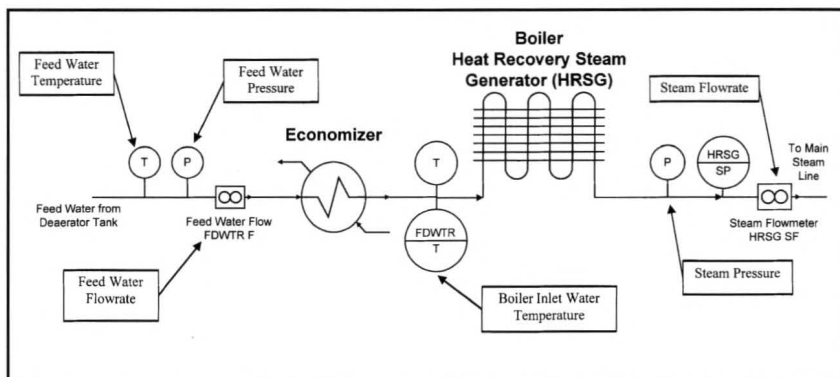 Boiler
Heat Recovery Steam
Generator (HRSG)
Feed Water
Temperature
Feed Water
Pressure
Steam Flowrate
Economizer
T
P
T
P
HRSG
SP
To Main
Steam
Line
Feed Water from
Deaerator Tank
Feed Water Flow
FDWTR F
FDWTR
T
Steam Flowmeter
HRSG SF
Feed Water
Flowrate
Boiler Inlet Water
Temperature
Steam Pressure